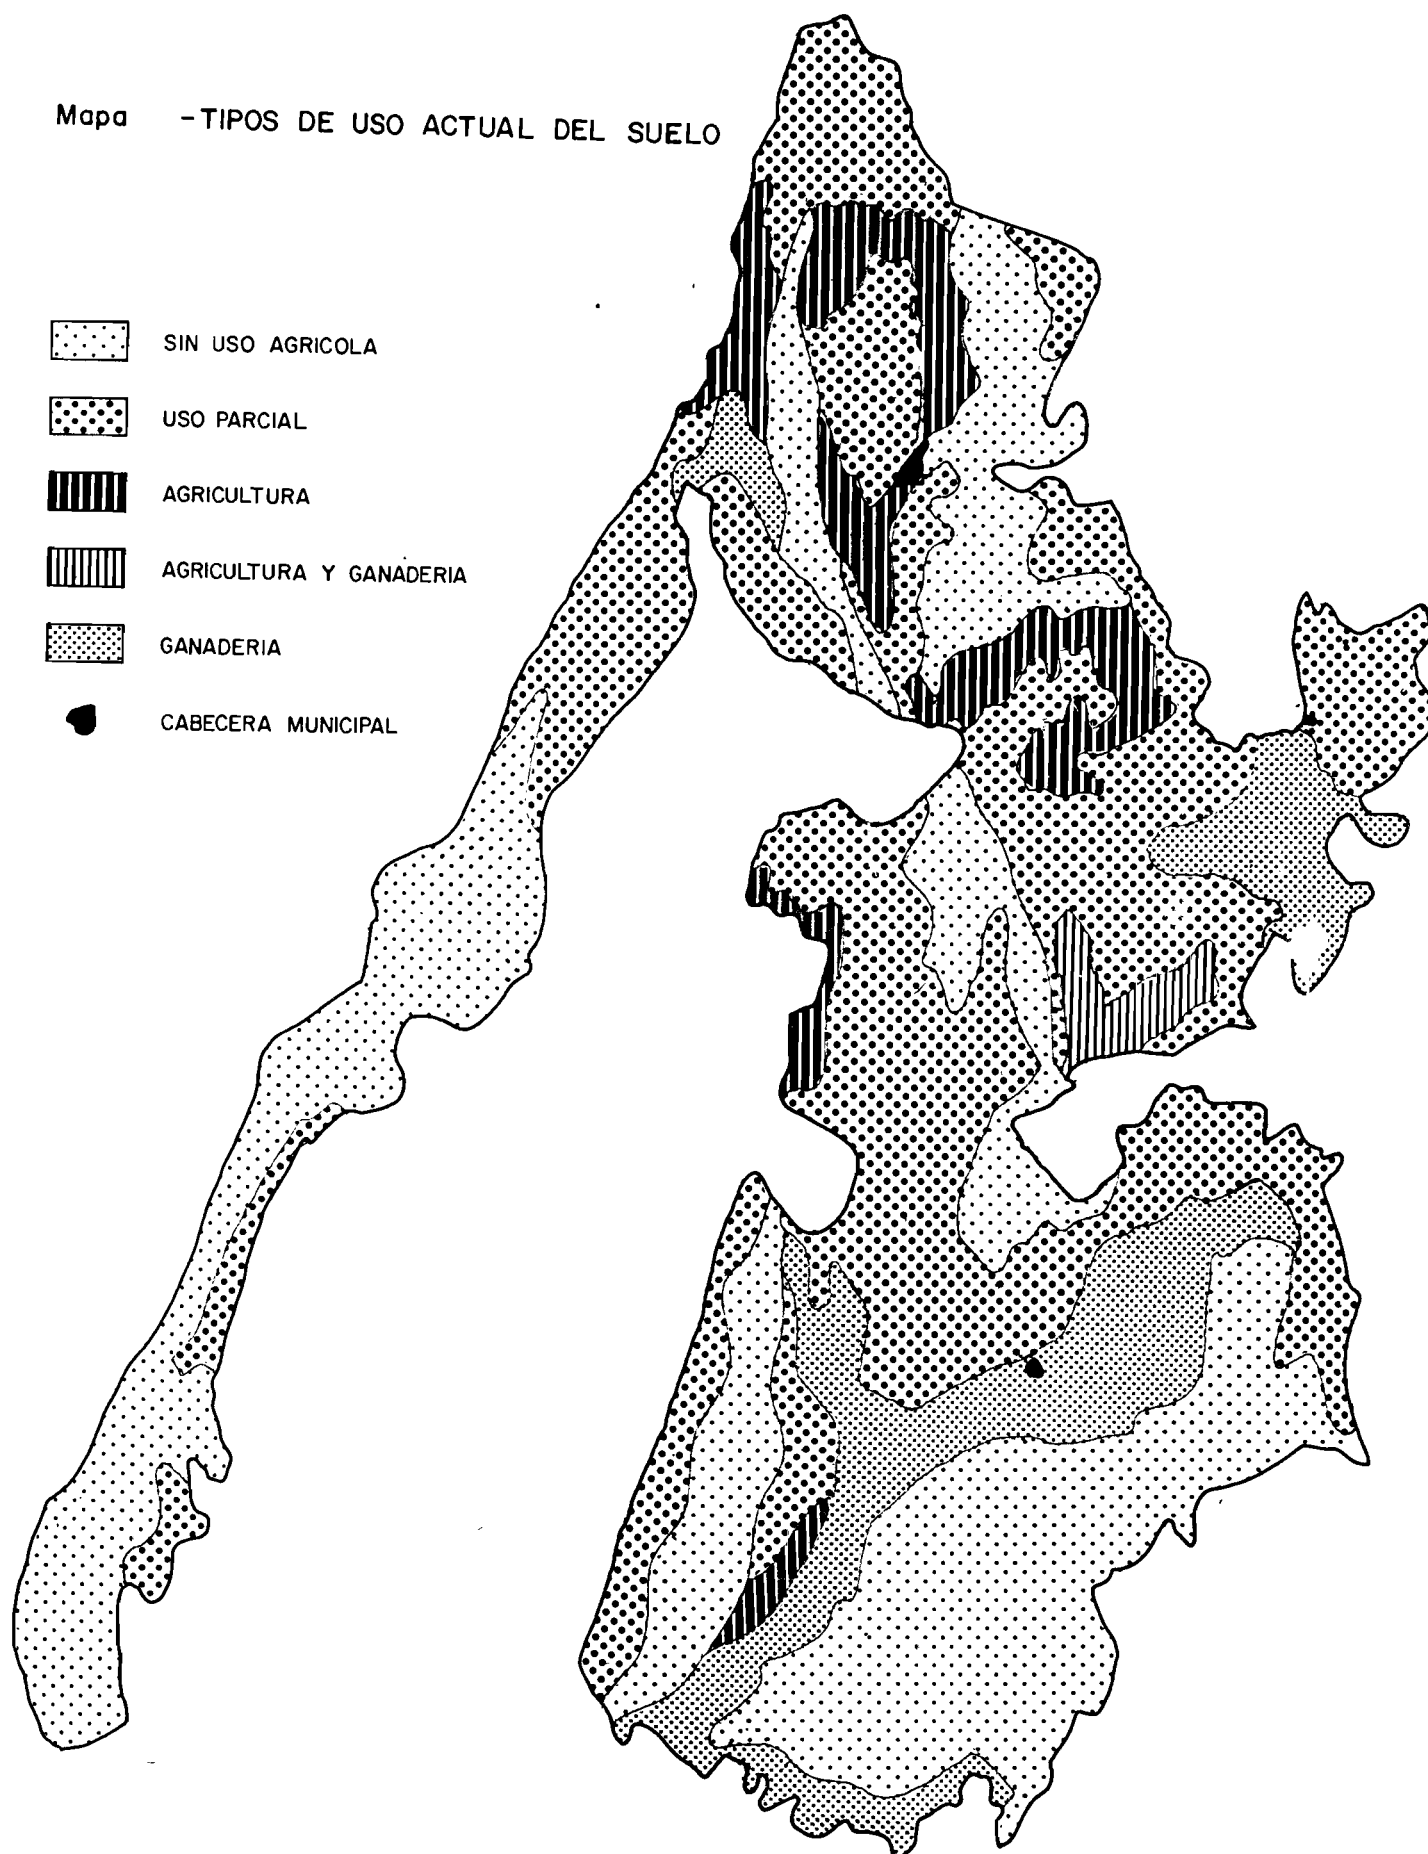 Mapa - TIPOS DE USO ACTUAL DEL SUELO
SIN USO AGRICOLA
USO PARCIAL
AGRICULTURA
AGRICULTURA Y GANADERIA
GANADERIA
CABECERA MUNICIPAL